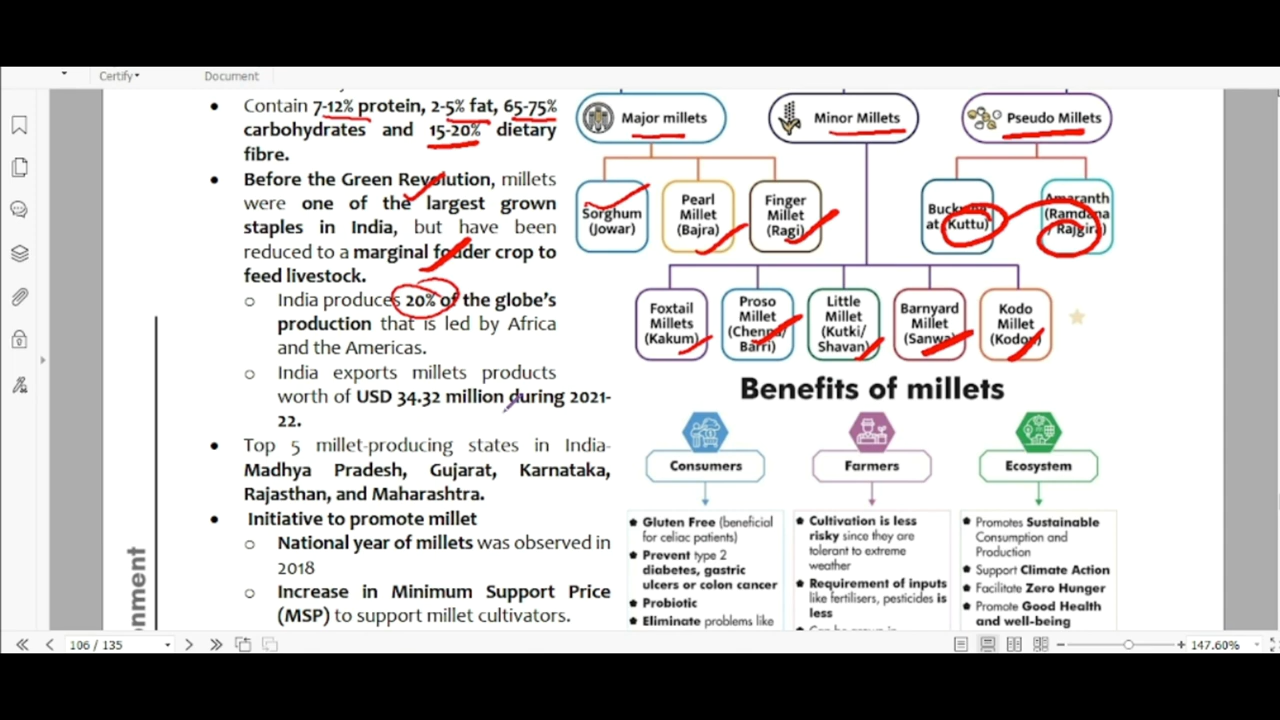 Certify Document
Contain 7-12% protein, 2-5% fat, 65-75%
carbohydrates and 15-20% dietary
fibre.
Before the Green Revolution, millets
were one of the largest grown
staples in India, but have been
reduced to a marginal fodder crop to
feed livestock.
India produces 20% of the globe's
production that is led by Africa
and the Americas.
India exports millets products
worth of USD 34.32 million during 2021-
22.
Top 5 millet-producing states in India-
Madhya Pradesh, Gujarat, Karnataka,
Rajasthan, and Maharashtra.
Initiative to promote millet
National year of millets was observed in
2018
Increase in Minimum Support Price
(MSP) to support millet cultivators.
nment
Major millets
Minor Millets
Pseudo Millets
Sorghum
(Jowar)
Pearl
Millet
(Bajra)
Finger
Millet
(Ragi)
at (Kuttu)
Amaranth
(Ramdana
/ Rajgira)
Foxtail
Millets
(Kakum)
Proso
Millet
(Chenna/
Barri)
Little
Millet
(Kutki/
Shavan)
Barnyard
Millet
(Sanwa)
Kodo
Millet
(Kodon)
Benefits of millets
Consumers
Farmers
Ecosystem
Gluten Free (beneficial
for celiac patients)
Prevent type 2
diabetes, gastric
ulcers or colon cancer
Probiotic
Eliminate problems like
Cultivation is less
risky since they are
tolerant to extreme
weather
Requirement of inputs
like fertilisers, pesticides is
less
Promotes Sustainable
Consumption and
Production
Support Climate Action
Facilitate Zero Hunger
Promote Good Health
and well-being
106 / 135
147.60%